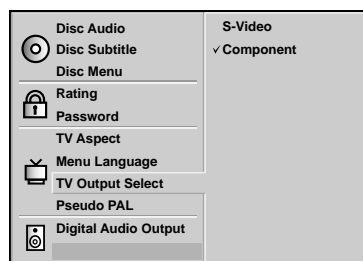 Disc Audio
Disc Subtitle
Disc Menu
Rating
Password
TV Aspect
Menu Language
TV Output Select
Pseudo PAL
Digital Audio Output
S-Video
✓ Component